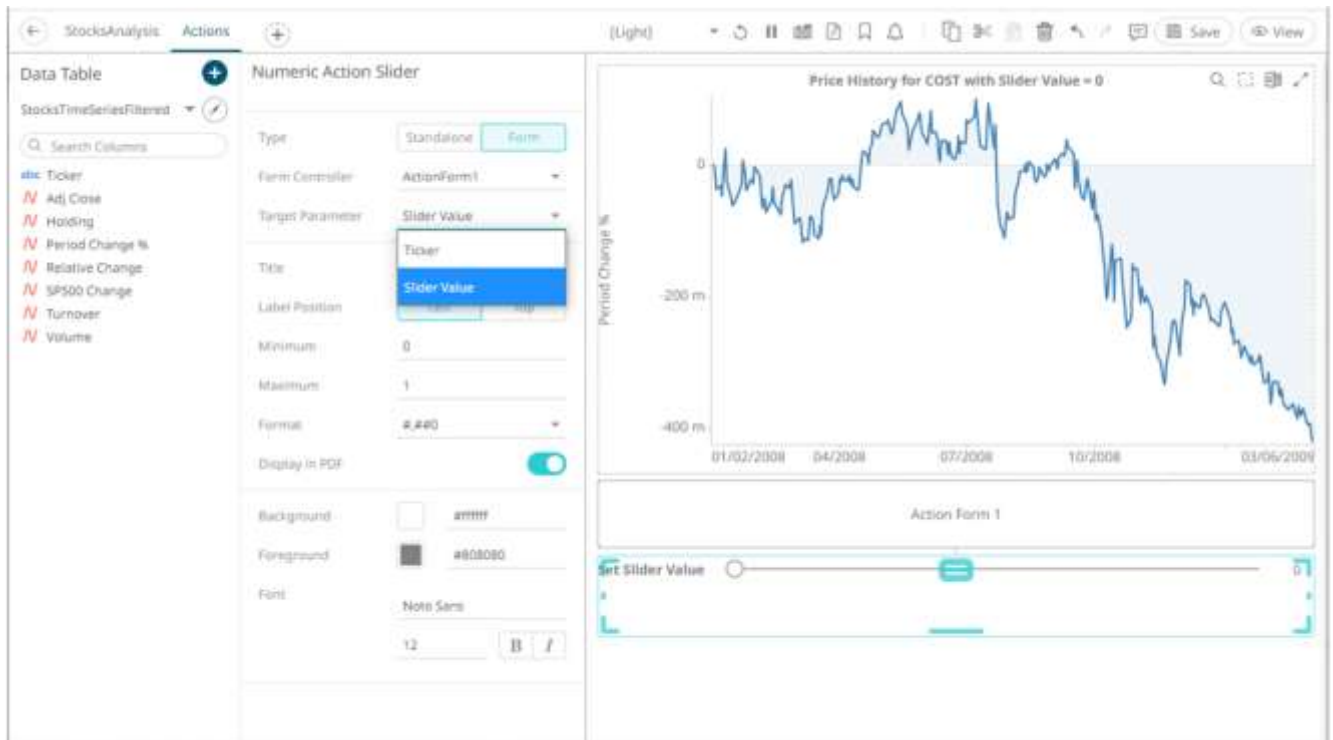 StocksAnalysis Actions (Light) Save View
Data Table
StocksTimeSeriesFiltered
Search Columns
abc Ticker
Adj Close
Holding
Period Change %
Relative Change
SP500 Change
Turnover
Volume
Numeric Action Slider
Type Standalone Form
Form Controller ActionForm1
Target Parameter Slider Value
Ticker
Slider Value
Title
Label Position
Minimum 0
Maximum 1
Format #,##0
Display in PDF
Background #ffffff
Foreground #808080
Font
Noto Sans
12 B I
Price History for COST with Slider Value = 0
Period Change %
0
-200 m
-400 m
01/02/2008 04/2008 07/2008 10/2008 03/06/2009
Action Form 1
Set Slider Value 0